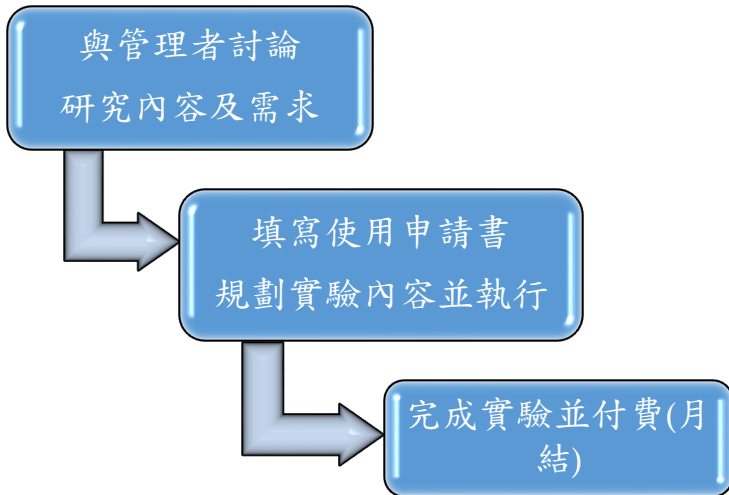 與管理者討論
研究內容及需求
填寫使用申請書
規劃實驗內容並執行
完成實驗並付費(月
結)